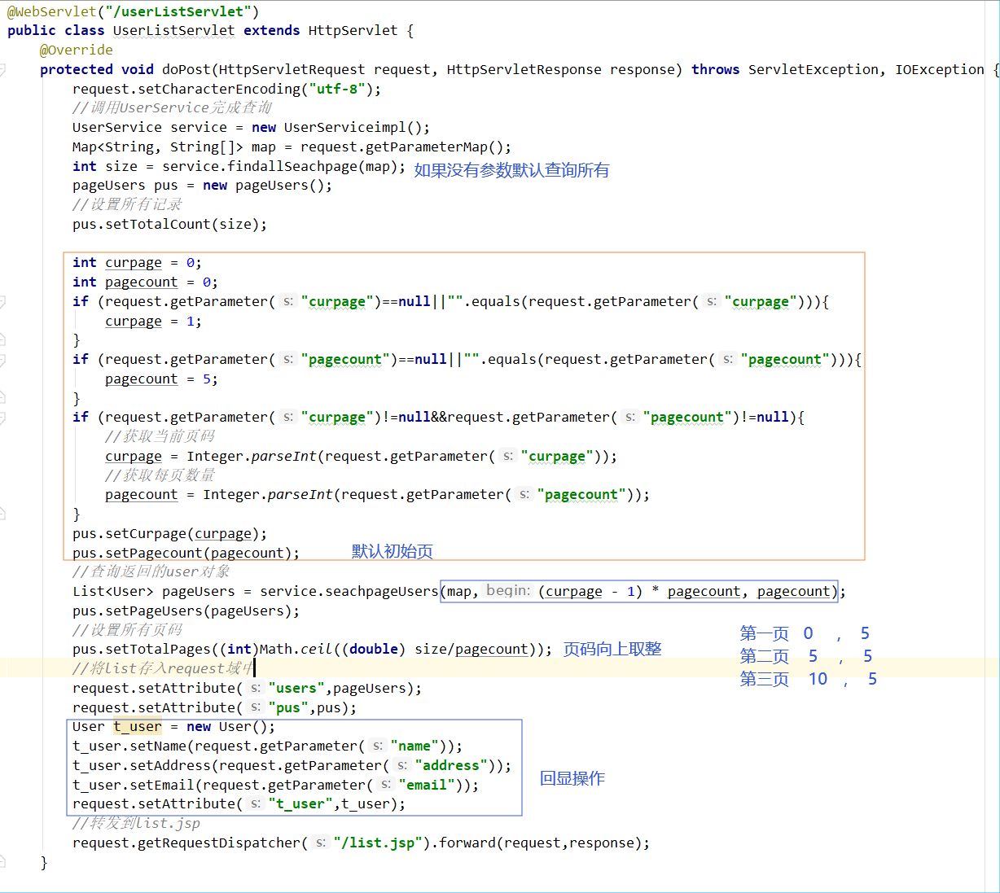 @WebServlet("/userListServlet")
public class UserListServlet extends HttpServlet {
@Override
protected void doPost(HttpServletRequest request, HttpServletResponse response) throws ServletException, IOException {
request.setCharacterEncoding("utf-8");
//调用UserService完成查询
UserService service = new UserServiceimpl();
Map<String, String[]> map = request.getParameterMap();
int size = service.findallSeachpage(map); 如果没有参数默认查询所有
pageUsers pus = new pageUsers();
//设置所有记录
pus.setTotalCount(size);
int curpage = 0;
int pagecount = 0;
if (request.getParameter( s: "curpage")==null||"".equals(request.getParameter( s: "curpage"))){
curpage = 1;
}
if (request.getParameter( s: "pagecount")==null||"".equals(request.getParameter( s: "pagecount"))){
pagecount = 5;
}
if (request.getParameter( s: "curpage")!=null&&request.getParameter( s: "pagecount")!=null){
//获取当前页码
curpage = Integer.parseInt(request.getParameter( s: "curpage"));
//获取每页数量
pagecount = Integer.parseInt(request.getParameter( s: "pagecount"));
}
pus.setCurpage(curpage);
pus.setPagecount(pagecount); 默认初始页
//查询返回的user对象
List<User> pageUsers = service.seachpageUsers(map, begin: (curpage - 1) * pagecount, pagecount);
pus.setPageUsers(pageUsers);
//设置所有页码 第一页 0 , 5
pus.setTotalPages((int)Math.ceil((double) size/pagecount)); 页码向上取整 第二页 5 , 5
//将list存入request域中 第三页 10 , 5
request.setAttribute( s: "users",pageUsers);
request.setAttribute( s: "pus",pus);
User t_user = new User();
t_user.setName(request.getParameter( s: "name"));
t_user.setAddress(request.getParameter( s: "address"));
t_user.setEmail(request.getParameter( s: "email")); 回显操作
request.setAttribute( s: "t_user",t_user);
//转发到list.jsp
request.getRequestDispatcher( s: "/list.jsp").forward(request,response);
}